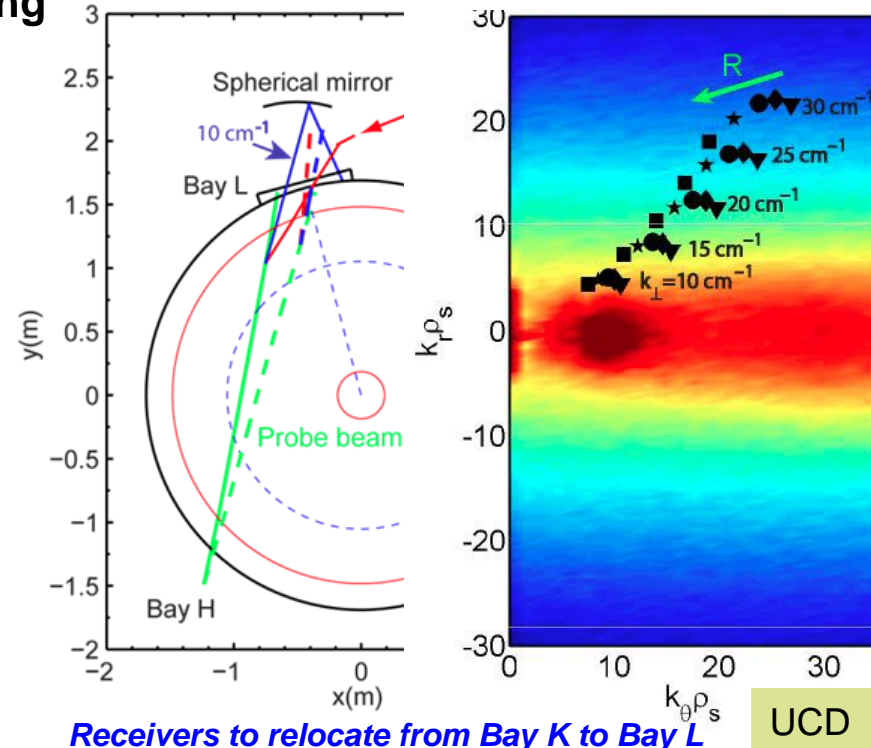 ng
3
2.5
2
1.5
1
0.5
0
−0.5
−1
−1.5
−2
y(m)
−2
−1
0
x(m)
Spherical mirror
10 cm⁻¹
Bay L
Probe beam
Bay H
30
20
10
0
-10
-20
-30
kᵣρₛ
R
30 cm⁻¹
25 cm⁻¹
20 cm⁻¹
15 cm⁻¹
k⊥=10 cm⁻¹
0
10
20
30
k_θρₛ
Receivers to relocate from Bay K to Bay L
UCD